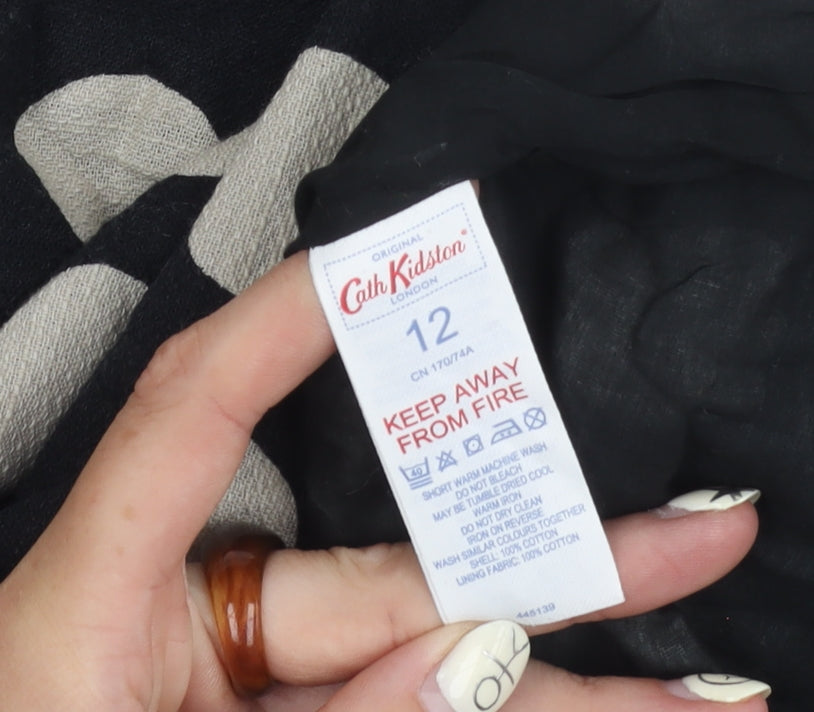 ORIGINAL
Cath Kidston®
LONDON
12
CN 170/74A
KEEP AWAY
FROM FIRE
40
SHORT WARM MACHINE WASH
DO NOT BLEACH
MAY BE TUMBLE DRIED COOL
WARM IRON
DO NOT DRY CLEAN
IRON ON REVERSE
WASH SIMILAR COLOURS TOGETHER
SHELL: 100% COTTON
LINING FABRIC: 100% COTTON
445139